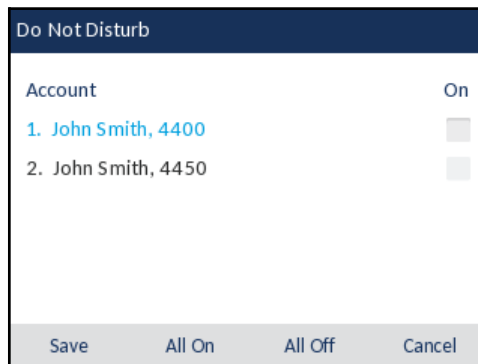 Do Not Disturb
Account On
1. John Smith, 4400
2. John Smith, 4450
Save All On All Off Cancel